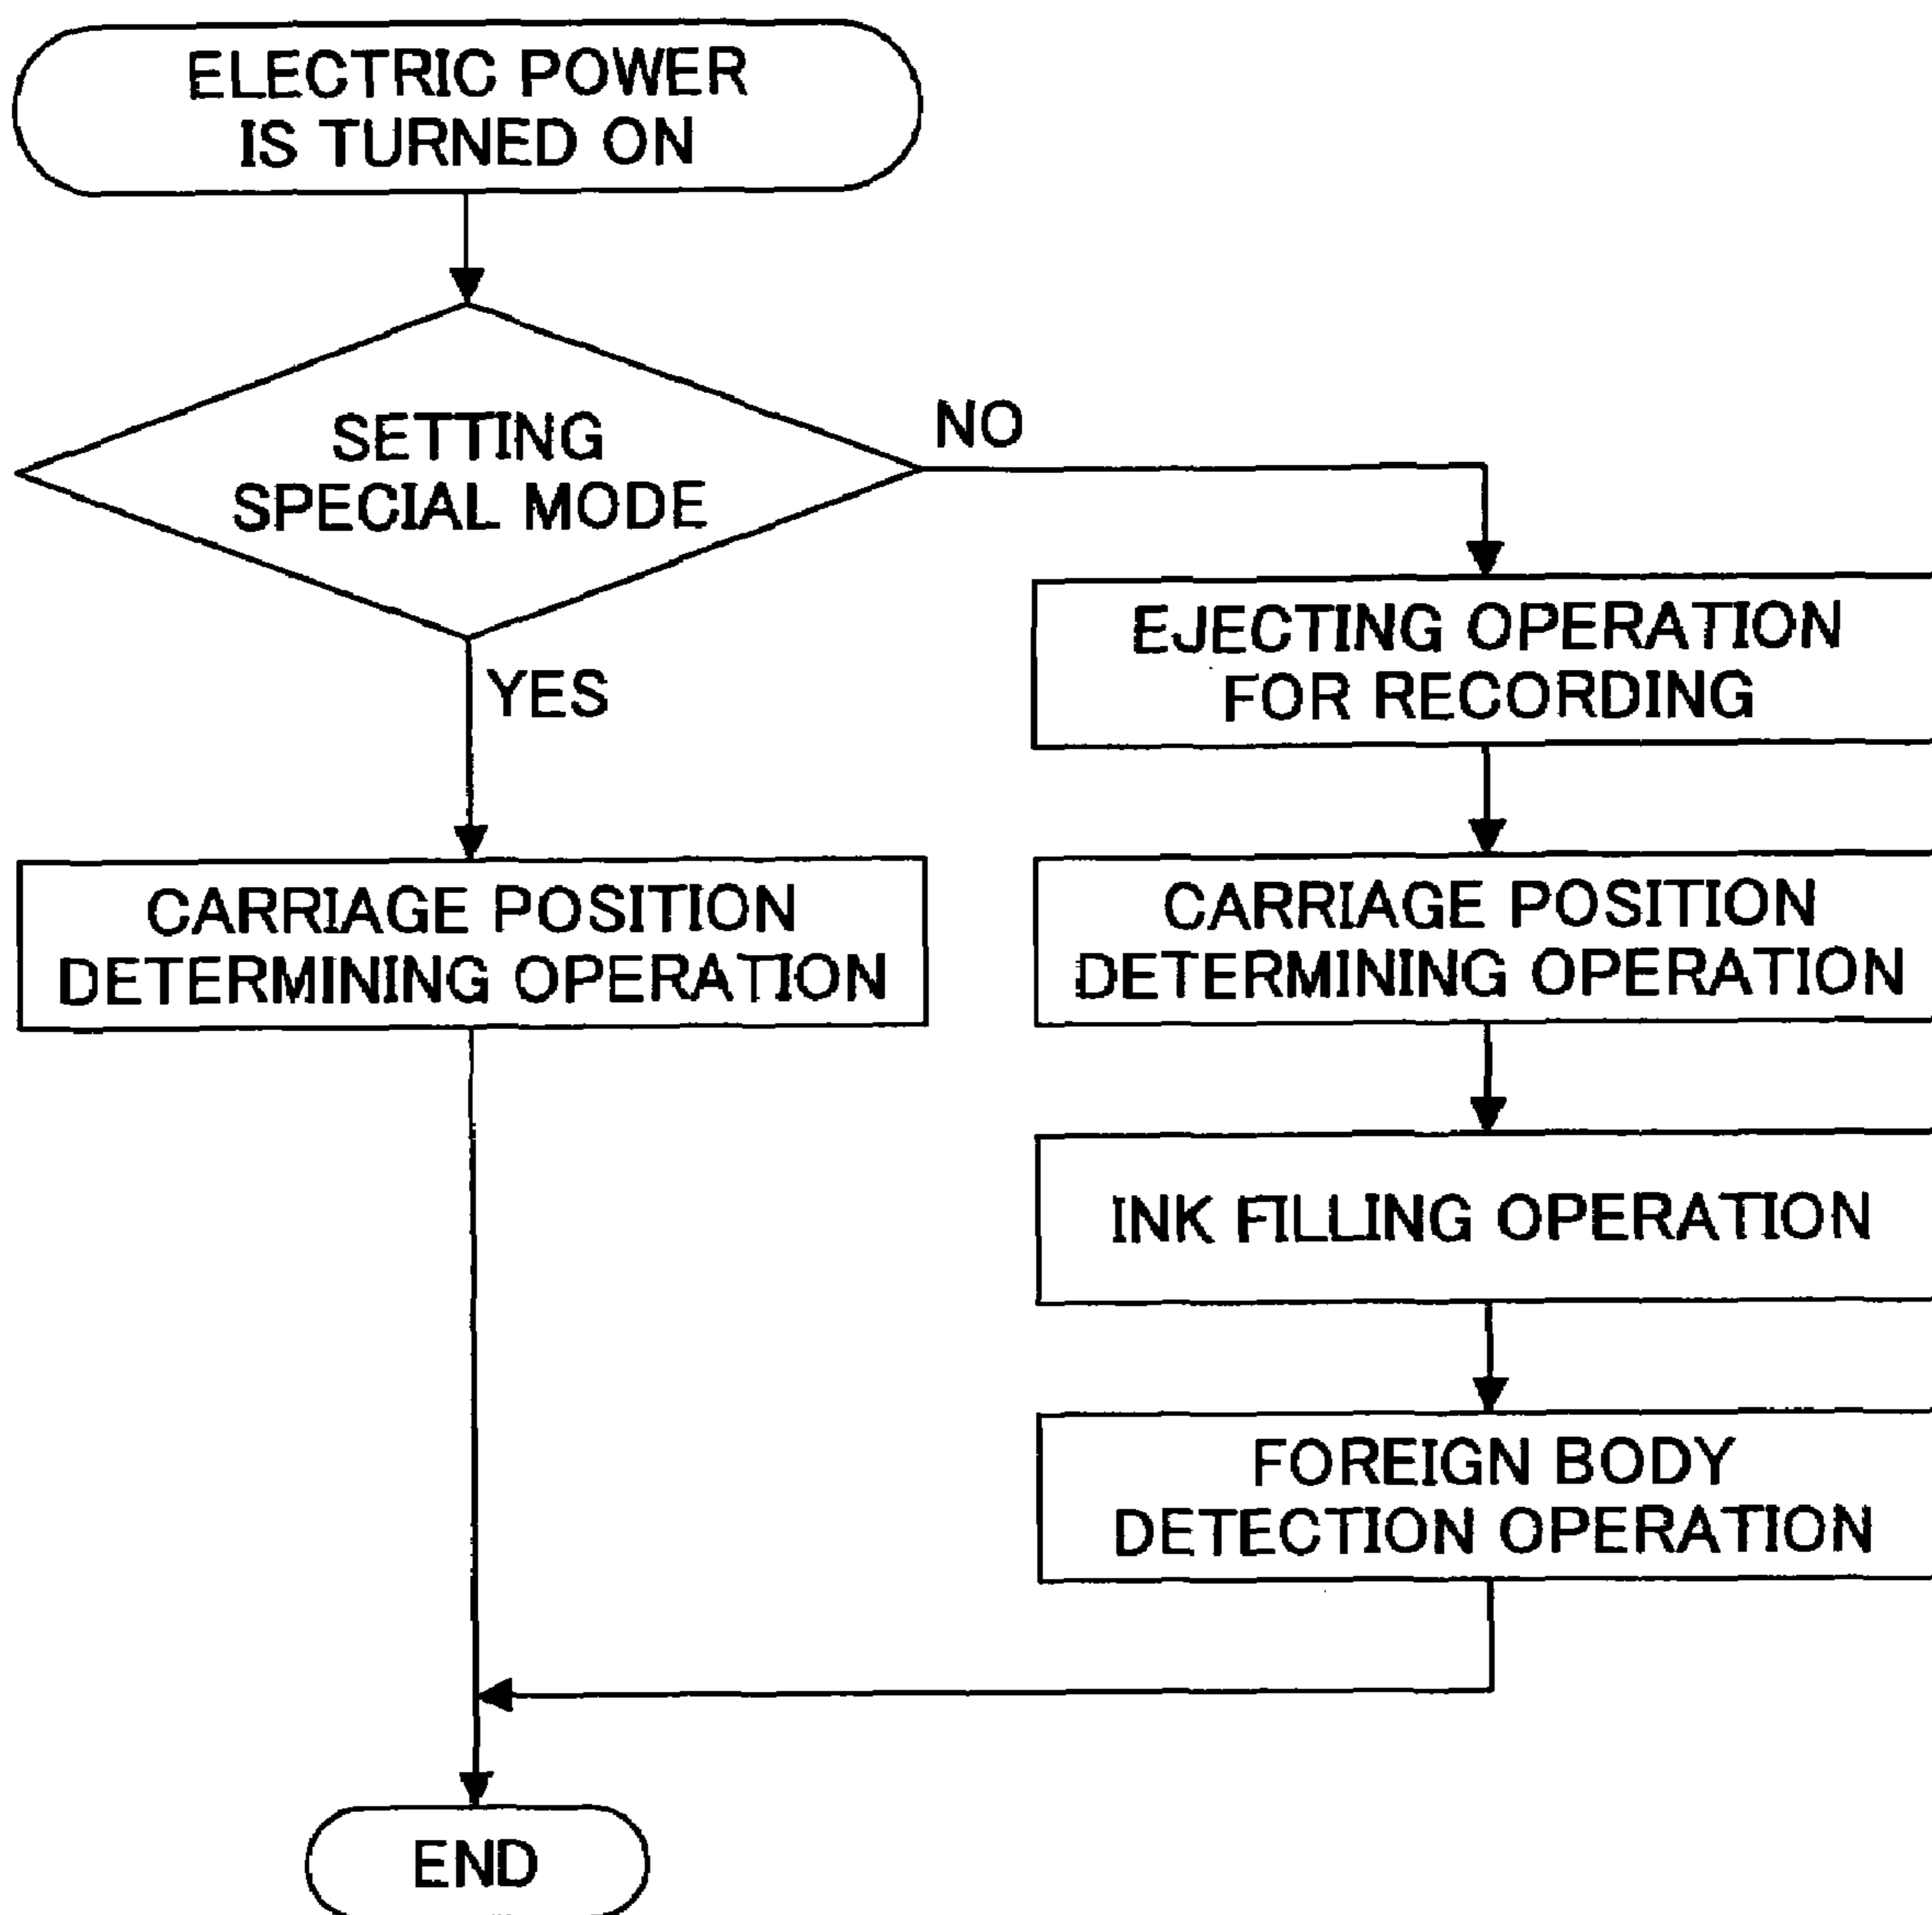 ELECTRIC POWER
IS TURNED ON
SETTING
SPECIAL MODE
NO
YES
EJECTING OPERATION
FOR RECORDING
CARRIAGE POSITION
DETERMINING OPERATION
CARRIAGE POSITION
DETERMINING OPERATION
INK FILLING OPERATION
FOREIGN BODY
DETECTION OPERATION
END